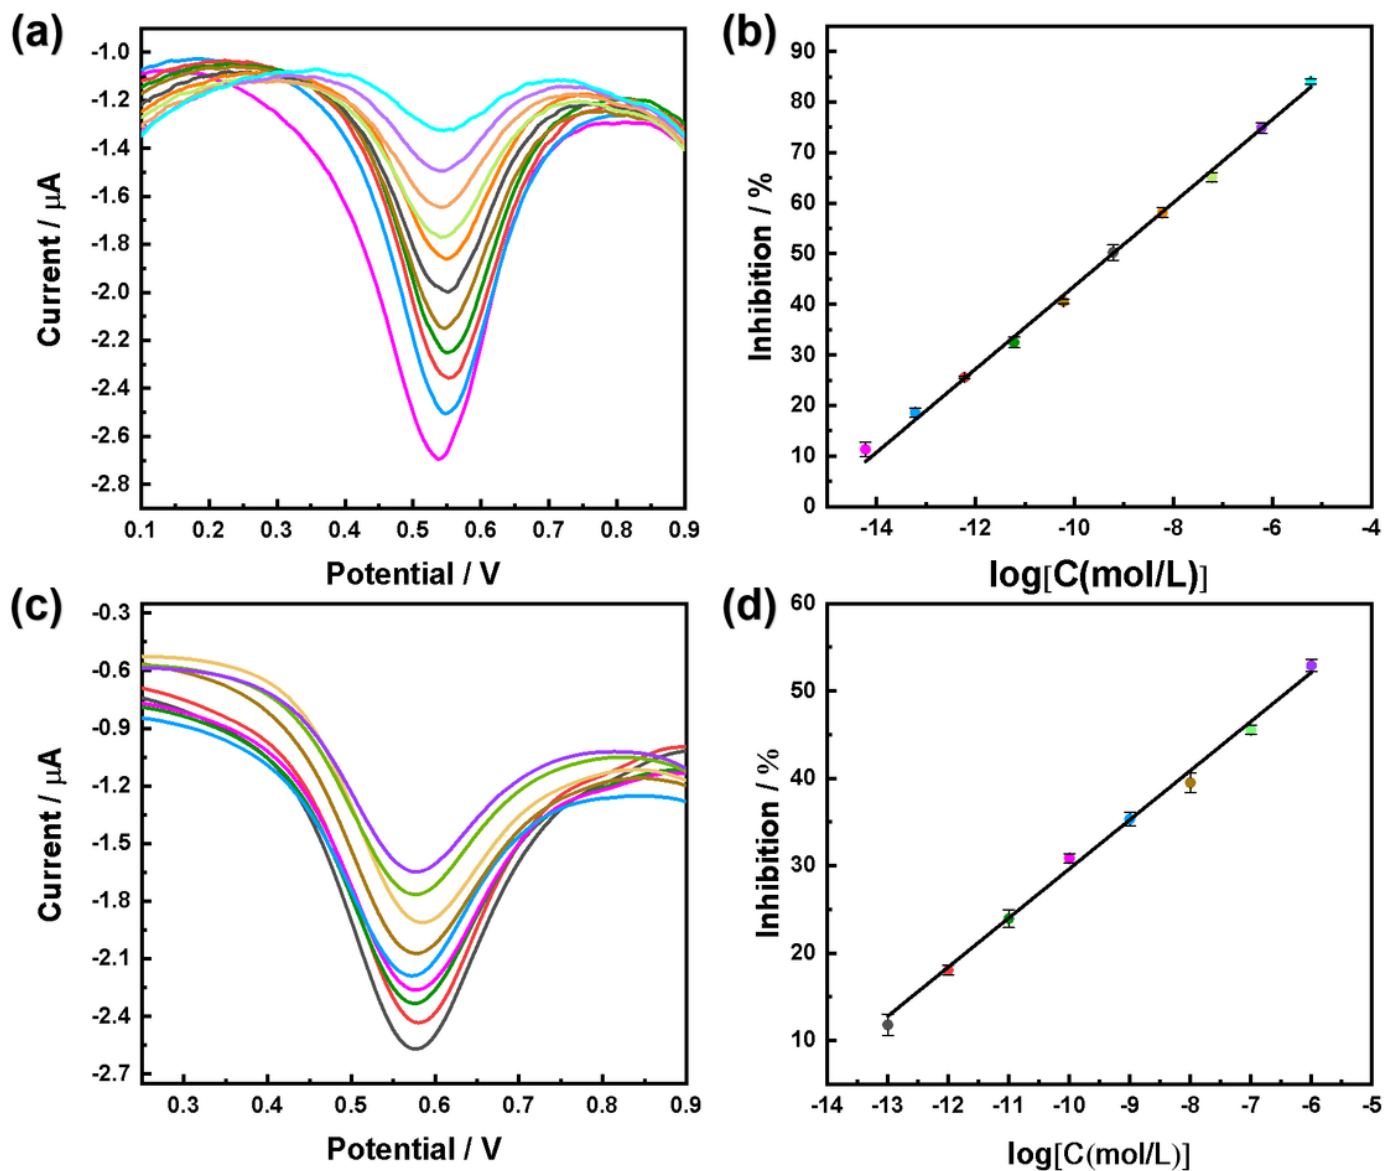 (a)
-1.0
-1.2
-1.4
-1.6
-1.8
-2.0
-2.2
-2.4
-2.6
-2.8
Current / μA
0.1 0.2 0.3 0.4 0.5 0.6 0.7 0.8 0.9
Potential / V
(b)
90
80
70
60
50
40
30
20
10
0
Inhibition / %
-14 -12 -10 -8 -6 -4
log[C(mol/L)]
(c)
-0.3
-0.6
-0.9
-1.2
-1.5
-1.8
-2.1
-2.4
-2.7
Current / μA
0.3 0.4 0.5 0.6 0.7 0.8 0.9
Potential / V
(d)
60
50
40
30
20
10
Inhibition / %
-14 -13 -12 -11 -10 -9 -8 -7 -6 -5
log[C(mol/L)]